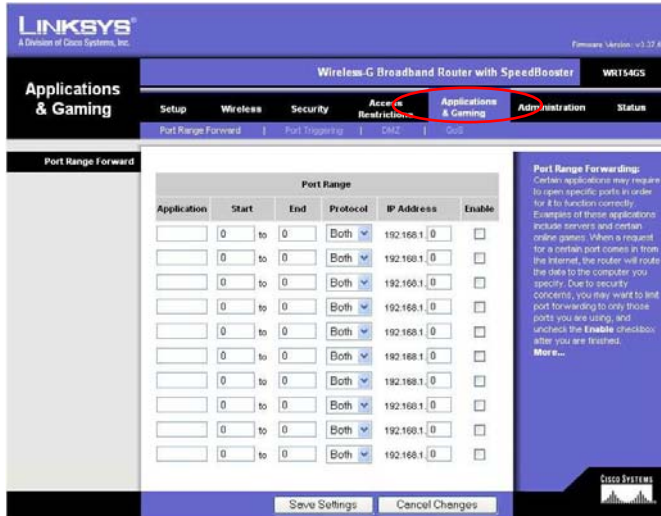 LINKSYS®
A Division of Cisco Systems, Inc.
Firmware Version: v3.37.6
Wireless-G Broadband Router with SpeedBooster WRT54GS
Applications & Gaming
Setup Wireless Security Access Restrictions Applications & Gaming Administration Status
Port Range Forward | Port Triggering | DMZ | QoS
Port Range Forward
Port Range
Application Start End Protocol IP Address Enable
0 to 0 Both 192.168.1. 0
0 to 0 Both 192.168.1. 0
0 to 0 Both 192.168.1. 0
0 to 0 Both 192.168.1. 0
0 to 0 Both 192.168.1. 0
0 to 0 Both 192.168.1. 0
0 to 0 Both 192.168.1. 0
0 to 0 Both 192.168.1. 0
0 to 0 Both 192.168.1. 0
0 to 0 Both 192.168.1. 0
Save Settings Cancel Changes
Port Range Forwarding:
Certain applications may require
to open specific ports in order
for it to function correctly.
Examples of these applications
include servers and certain
online games. When a request
for a certain port comes in from
the Internet, the router will route
the data to the computer you
specify. Due to security
concerns, you may want to limit
port forwarding to only those
ports you are using, and
uncheck the Enable checkbox
after you are finished.
More...
CISCO SYSTEMS